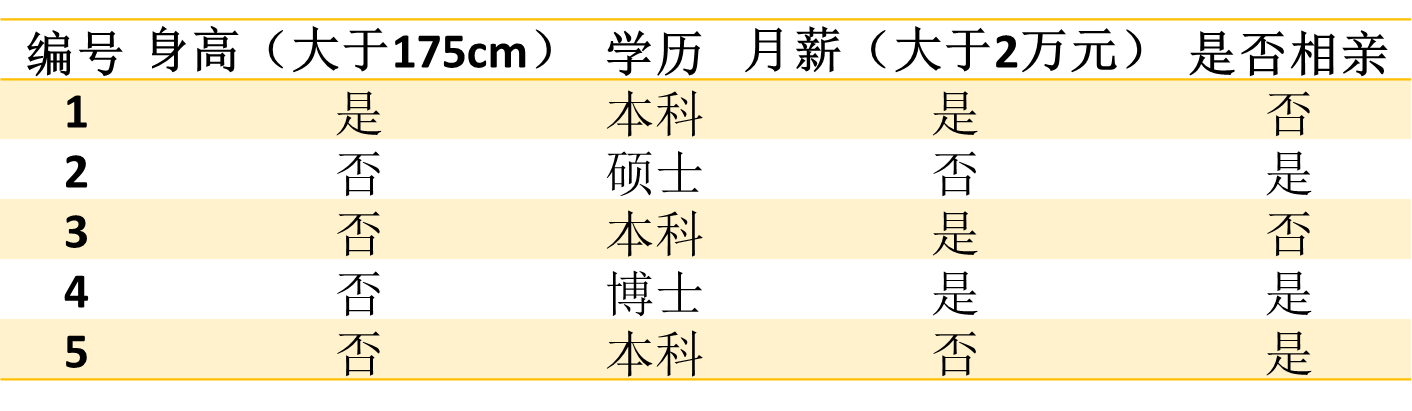 编号 身高（大于175cm） 学历 月薪（大于2万元） 是否相亲
1 是 本科 是 否
2 否 硕士 否 是
3 否 本科 是 否
4 否 博士 是 是
5 否 本科 否 是